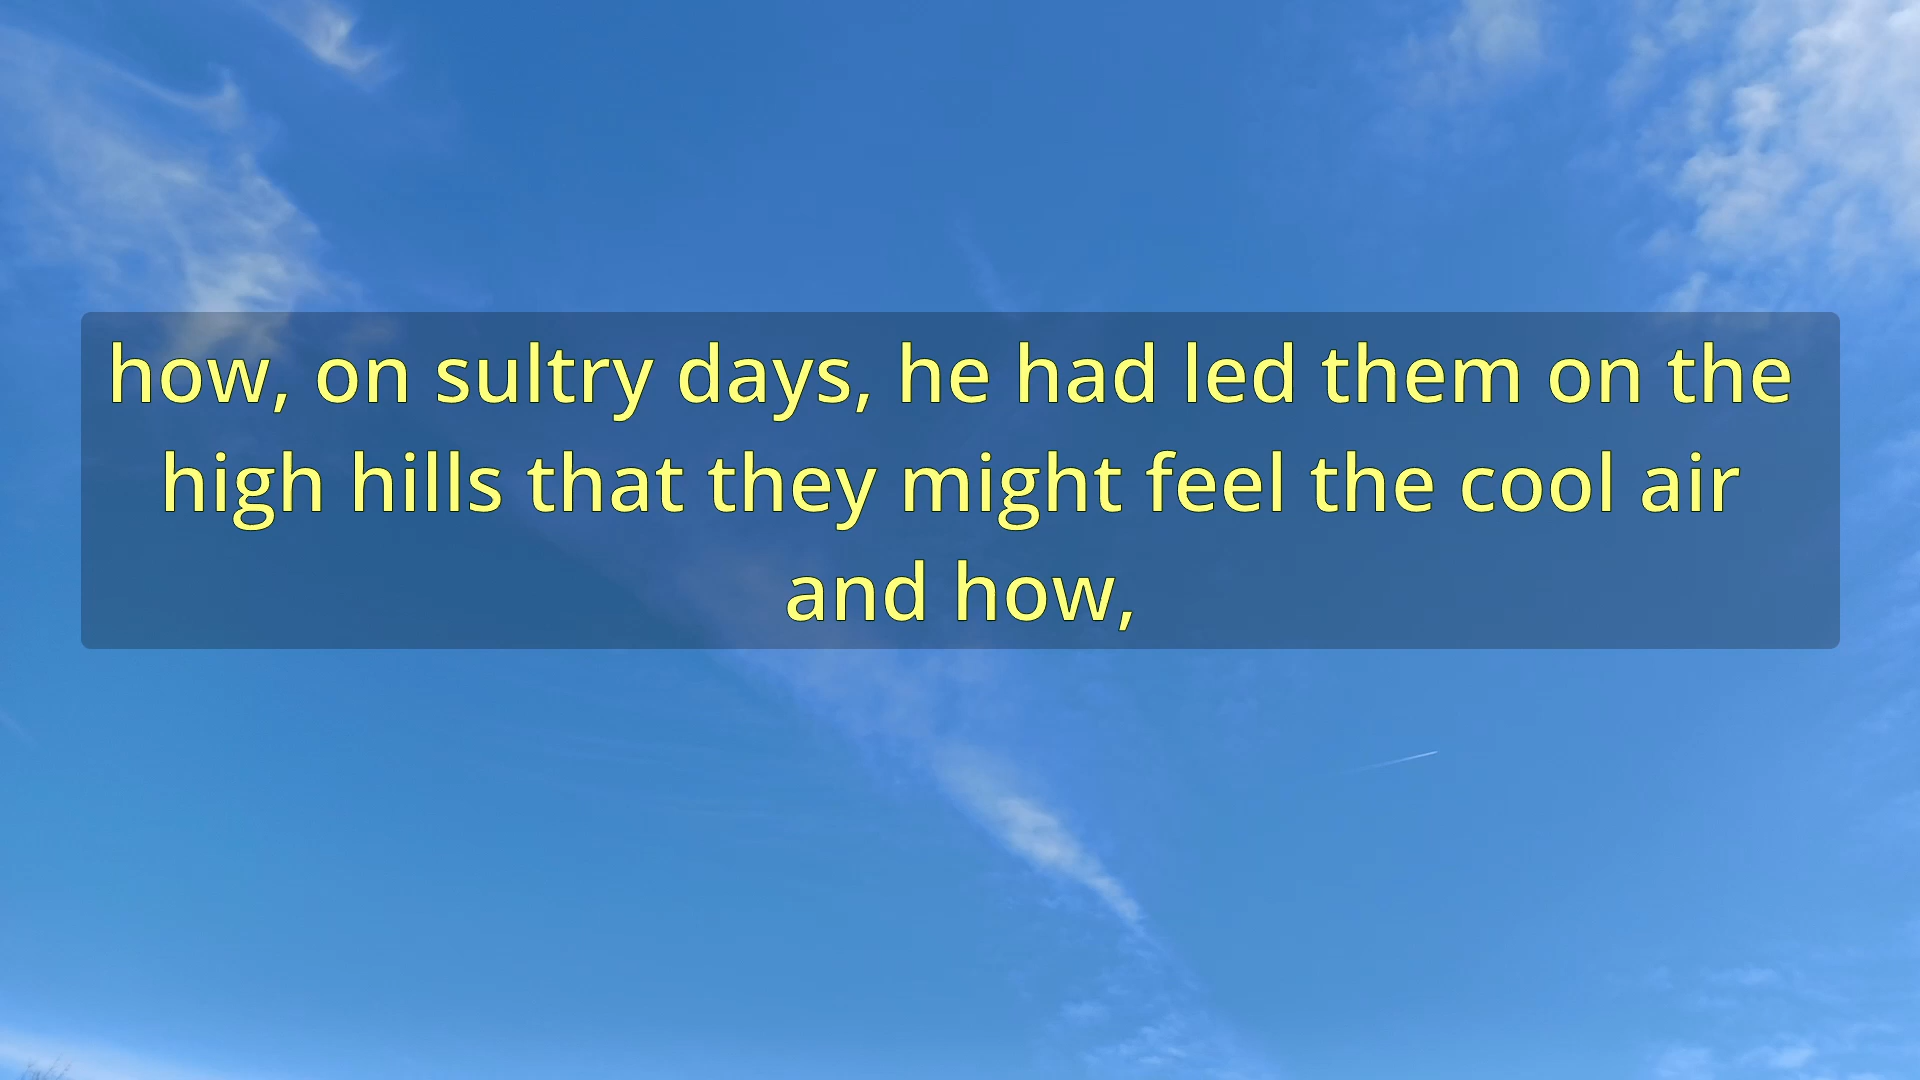 how, on sultry days, he had led them on the
high hills that they might feel the cool air
and how,